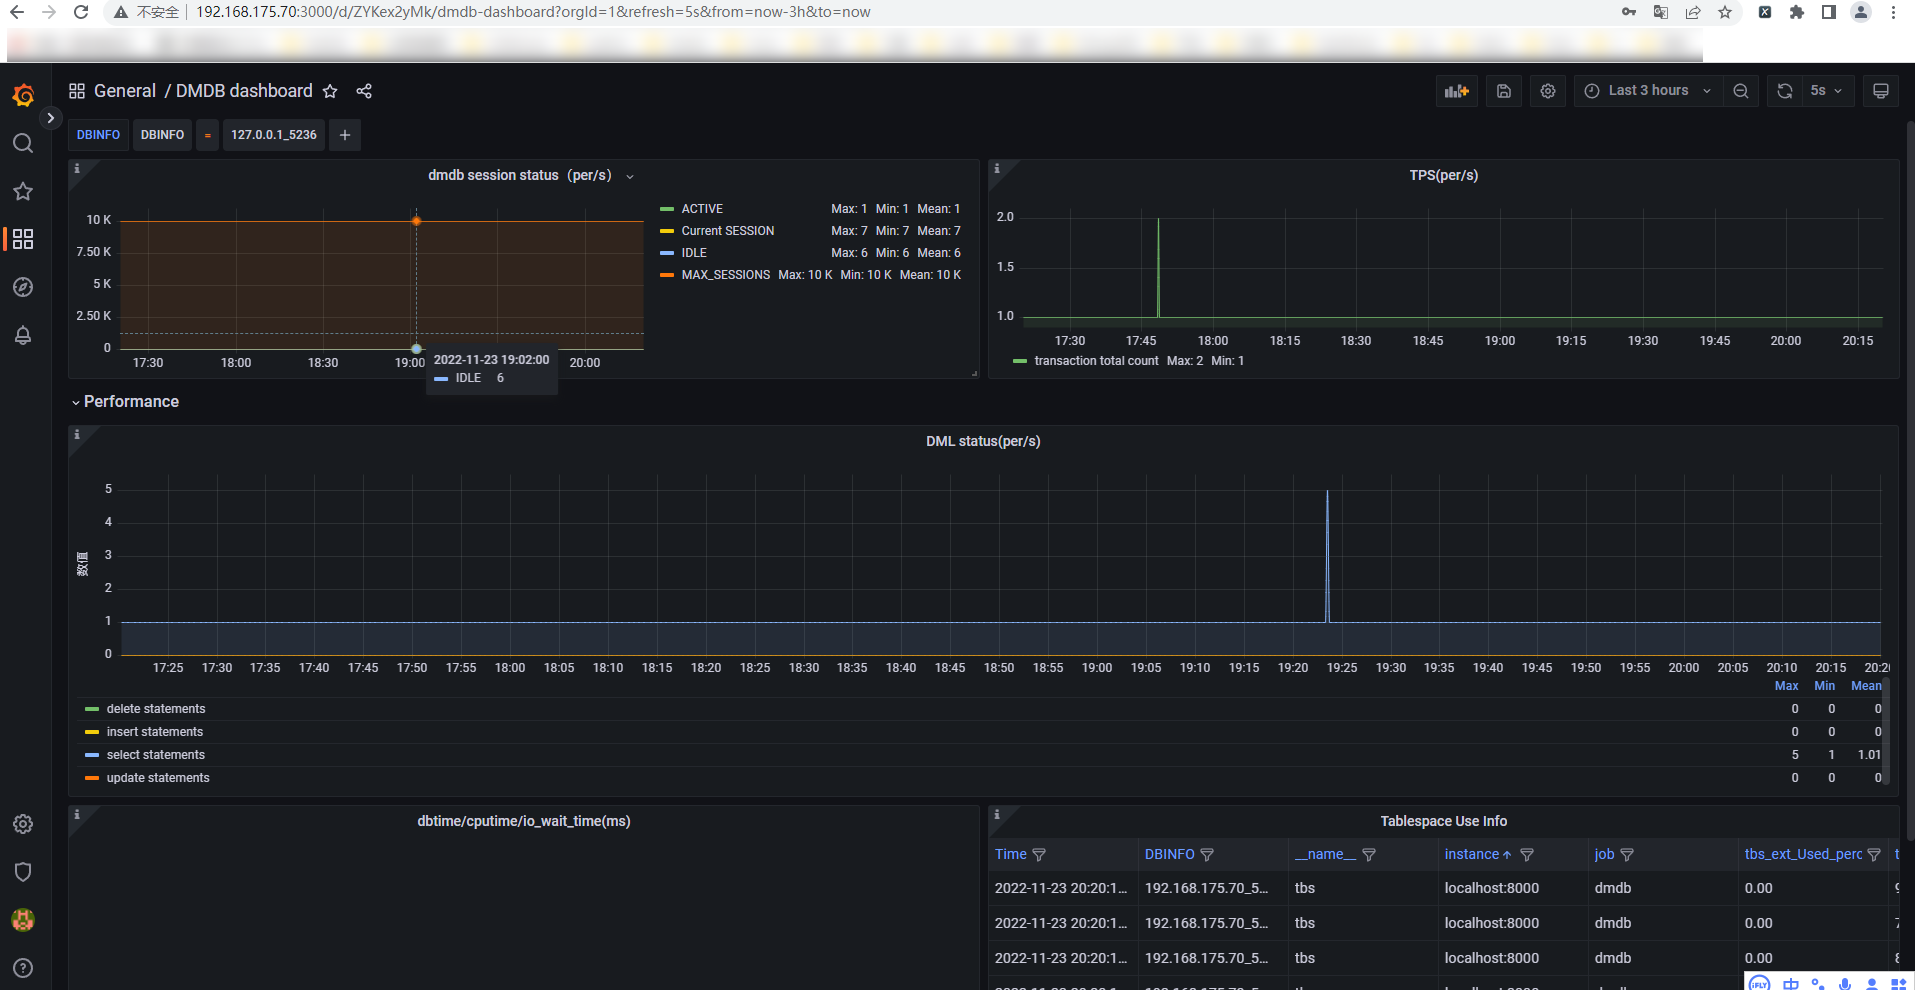 不安全 192.168.175.70:3000/d/ZYKex2yMk/dmdb-dashboard?orgId=1&refresh=5s&from=now-3h&to=now
General / DMDB dashboard
Last 3 hours 5s
DBINFO DBINFO = 127.0.0.1_5236 +
dmdb session status（per/s）
10 K
7.50 K
5 K
2.50 K
0
17:30 18:00 18:30 19:00 20:00
2022-11-23 19:02:00
IDLE 6
ACTIVE Max: 1 Min: 1 Mean: 1
Current SESSION Max: 7 Min: 7 Mean: 7
IDLE Max: 6 Min: 6 Mean: 6
MAX_SESSIONS Max: 10 K Min: 10 K Mean: 10 K
TPS(per/s)
2.0
1.5
1.0
17:30 17:45 18:00 18:15 18:30 18:45 19:00 19:15 19:30 19:45 20:00 20:15
transaction total count Max: 2 Min: 1
Performance
DML status(per/s)
数值
5
4
3
2
1
0
17:25 17:30 17:35 17:40 17:45 17:50 17:55 18:00 18:05 18:10 18:15 18:20 18:25 18:30 18:35 18:40 18:45 18:50 18:55 19:00 19:05 19:10 19:15 19:20 19:25 19:30 19:35 19:40 19:45 19:50 19:55 20:00 20:05 20:10 20:15 20:2
Max Min Mean
delete statements 0 0 0
insert statements 0 0 0
select statements 5 1 1.01
update statements 0 0 0
dbtime/cputime/io_wait_time(ms)
Tablespace Use Info
Time DBINFO __name__ instance job tbs_ext_Used_perc t
2022-11-23 20:20:1... 192.168.175.70_5... tbs localhost:8000 dmdb 0.00
2022-11-23 20:20:1... 192.168.175.70_5... tbs localhost:8000 dmdb 0.00
2022-11-23 20:20:1... 192.168.175.70_5... tbs localhost:8000 dmdb 0.00
iFLY 中